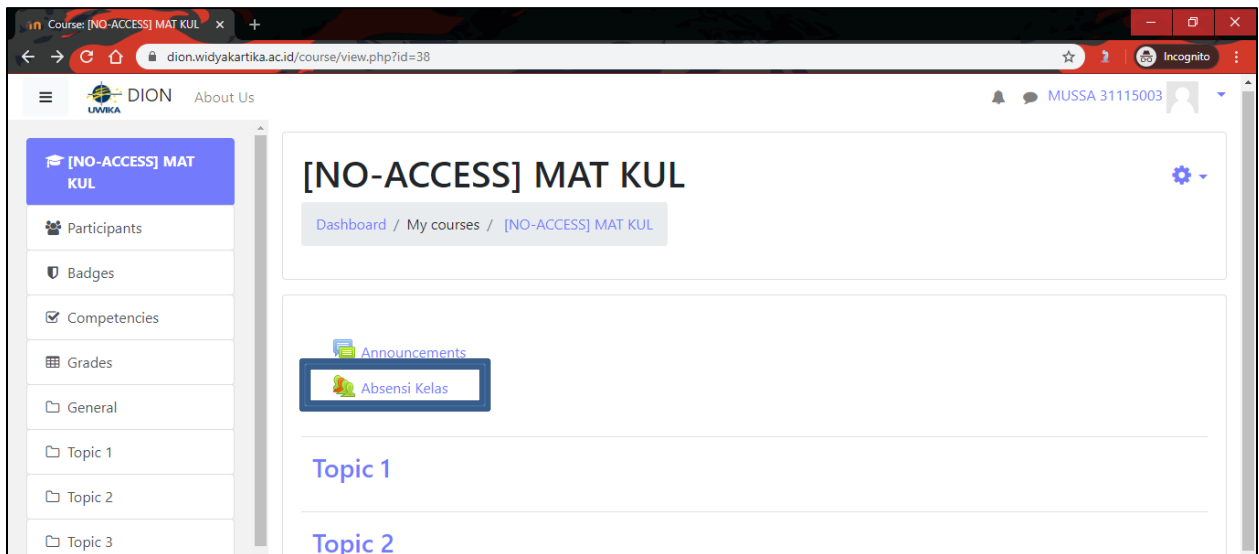 Course: [NO-ACCESS] MAT KUL
dion.widyakartika.ac.id/course/view.php?id=38
Incognito
UWIKA
DION
About Us
MUSSA 31115003
[NO-ACCESS] MAT
KUL
Participants
Badges
Competencies
Grades
General
Topic 1
Topic 2
Topic 3
[NO-ACCESS] MAT KUL
Dashboard / My courses / [NO-ACCESS] MAT KUL
Announcements
Absensi Kelas
Topic 1
Topic 2